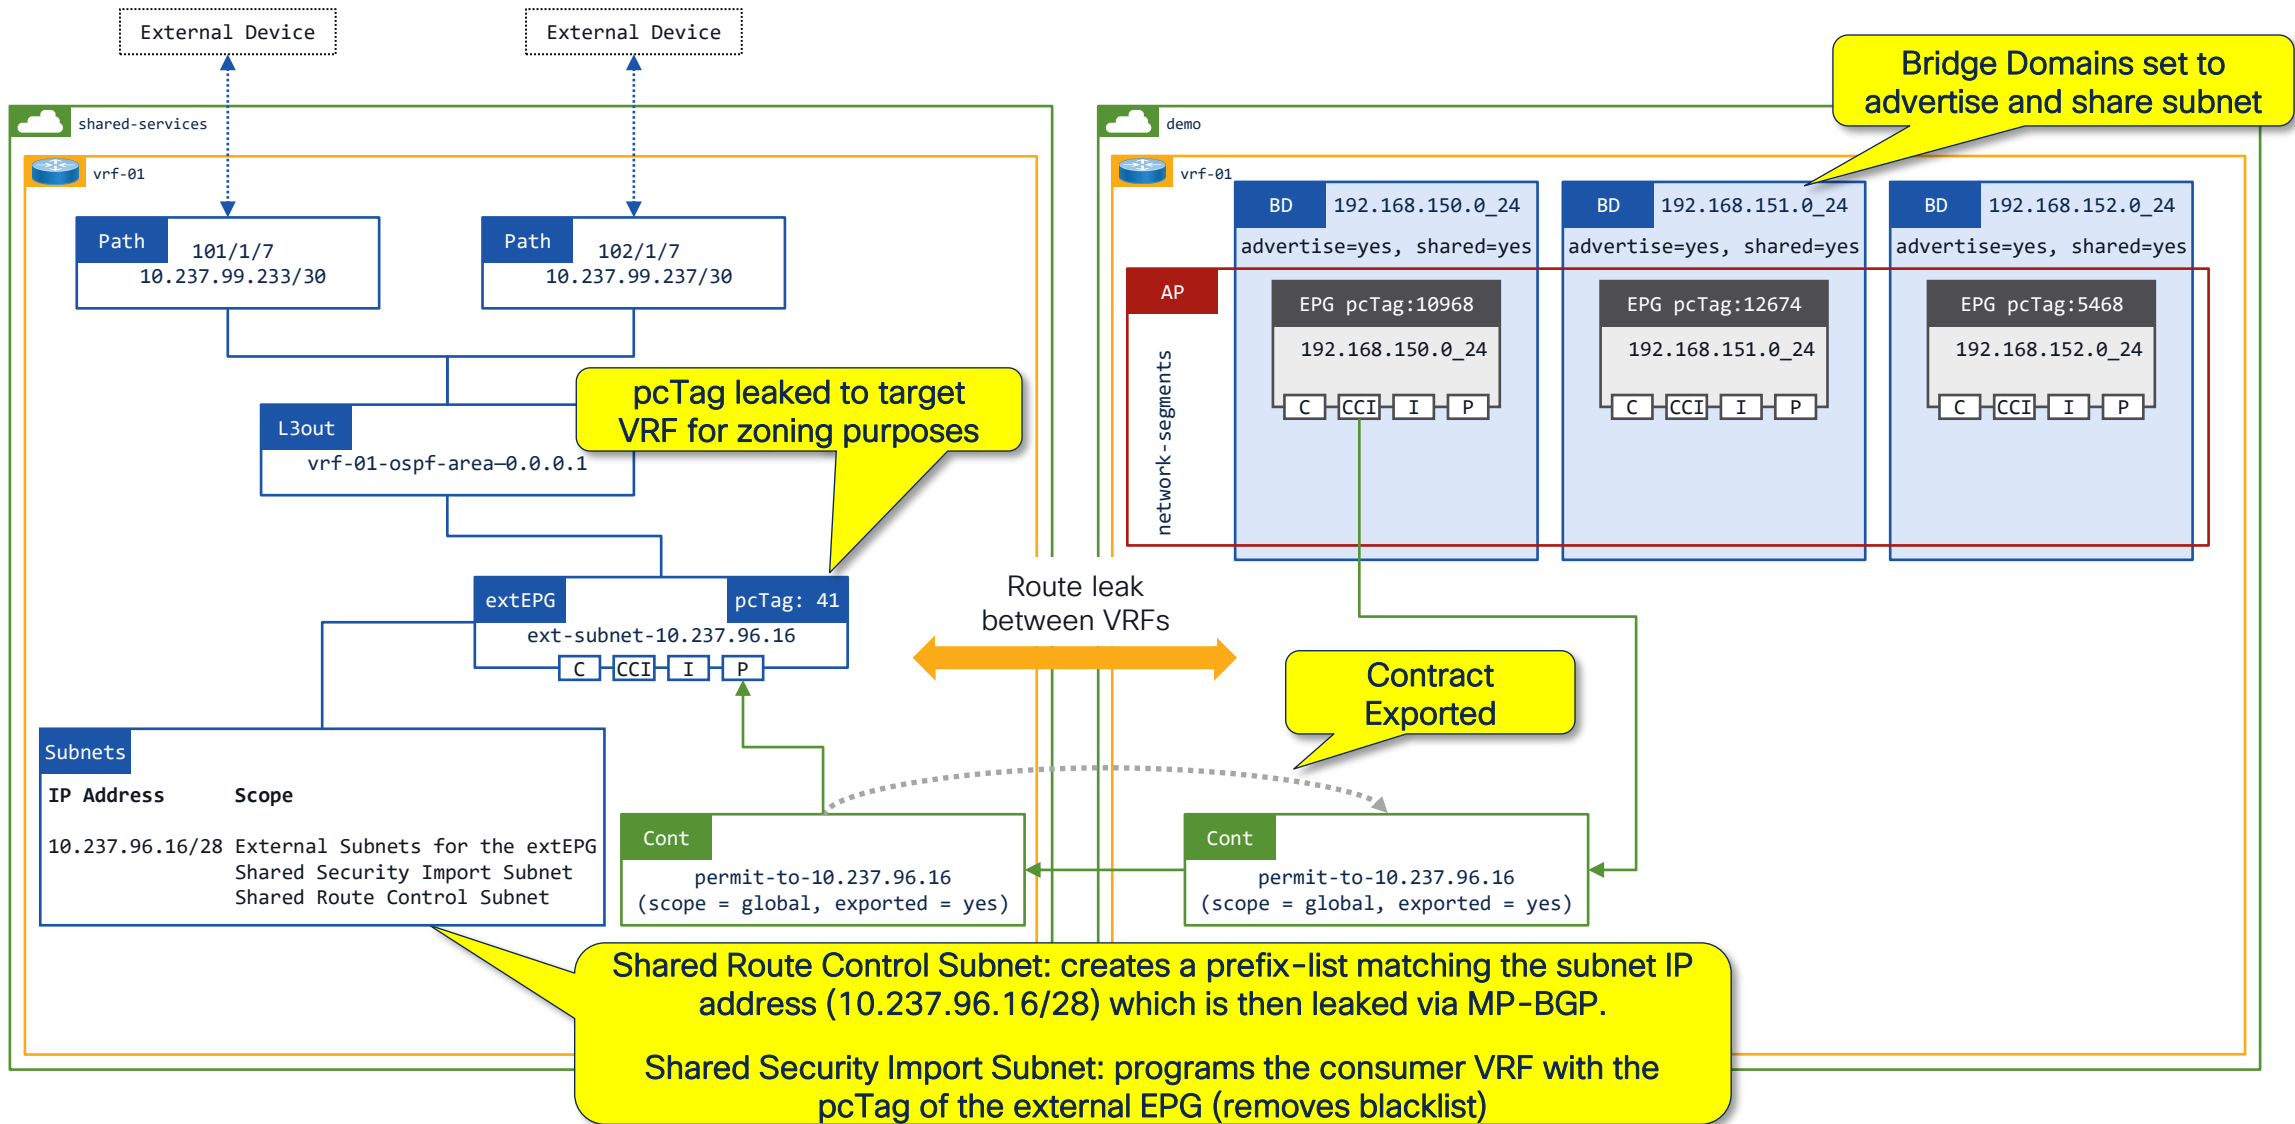 External Device
External Device
Bridge Domains set to
advertise and share subnet
shared-services
vrf-01
Path
101/1/7
10.237.99.233/30
Path
102/1/7
10.237.99.237/30
L3out
vrf-01-ospf-area–0.0.0.1
pcTag leaked to target
VRF for zoning purposes
extEPG
pcTag: 41
ext-subnet-10.237.96.16
C
CCI
I
P
Subnets
IP Address Scope
10.237.96.16/28 External Subnets for the extEPG
Shared Security Import Subnet
Shared Route Control Subnet
Cont
permit-to-10.237.96.16
(scope = global, exported = yes)
Route leak
between VRFs
demo
vrf-01
BD
192.168.150.0_24
advertise=yes, shared=yes
BD
192.168.151.0_24
advertise=yes, shared=yes
BD
192.168.152.0_24
advertise=yes, shared=yes
AP
network-segments
EPG pcTag:10968
192.168.150.0_24
C
CCI
I
P
EPG pcTag:12674
192.168.151.0_24
C
CCI
I
P
EPG pcTag:5468
192.168.152.0_24
C
CCI
I
P
Contract
Exported
Cont
permit-to-10.237.96.16
(scope = global, exported = yes)
Shared Route Control Subnet: creates a prefix-list matching the subnet IP
address (10.237.96.16/28) which is then leaked via MP-BGP.
Shared Security Import Subnet: programs the consumer VRF with the
pcTag of the external EPG (removes blacklist)